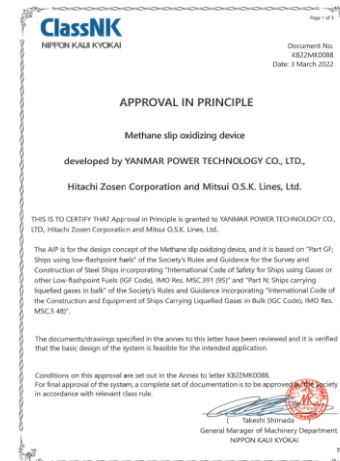 Page 1 of 3
ClassNK
NIPPON KAIJI KYOKAI
Document No.
KB22MK0088
Date: 3 March 2022
APPROVAL IN PRINCIPLE
Methane slip oxidizing device
developed by YANMAR POWER TECHNOLOGY CO., LTD.,
Hitachi Zosen Corporation and Mitsui O.S.K. Lines, Ltd.
THIS IS TO CERTIFY THAT Approval in Principle is granted to YANMAR POWER TECHNOLOGY CO.,
LTD., Hitachi Zosen Corporation and Mitsui O.S.K. Lines, Ltd..
The AIP is for the design concept of the Methane slip oxidizing device, and it is based on "Part GF;
Ships using low-flashpoint fuels" of the Society's Rules and Guidance for the Survey and
Construction of Steel Ships incorporating "International Code of Safety for Ships using Gases or
other Low-flashpoint Fuels (IGF Code), IMO Res. MSC.391 (95)" and "Part N; Ships carrying
liquefied gases in balk" of the Society's Rules and Guidance incorporating "International Code of
the Construction and Equipment of Ships Carrying Liquefied Gases in Bulk (IGC Code), IMO Res.
MSC.5 48)".
The documents/drawings specified in the annex to this letter have been reviewed and it is verified
that the basic design of the system is feasible for the intended application.
Conditions on this approval are set out in the Annex to letter KB22MK0088.
For final approval of the system, a complete set of documentation is to be approved by the Society
in accordance with relevant class rule.
( Takeshi Shimada
General Manager of Machinery Department
NIPPON KAIJI KYOKAI